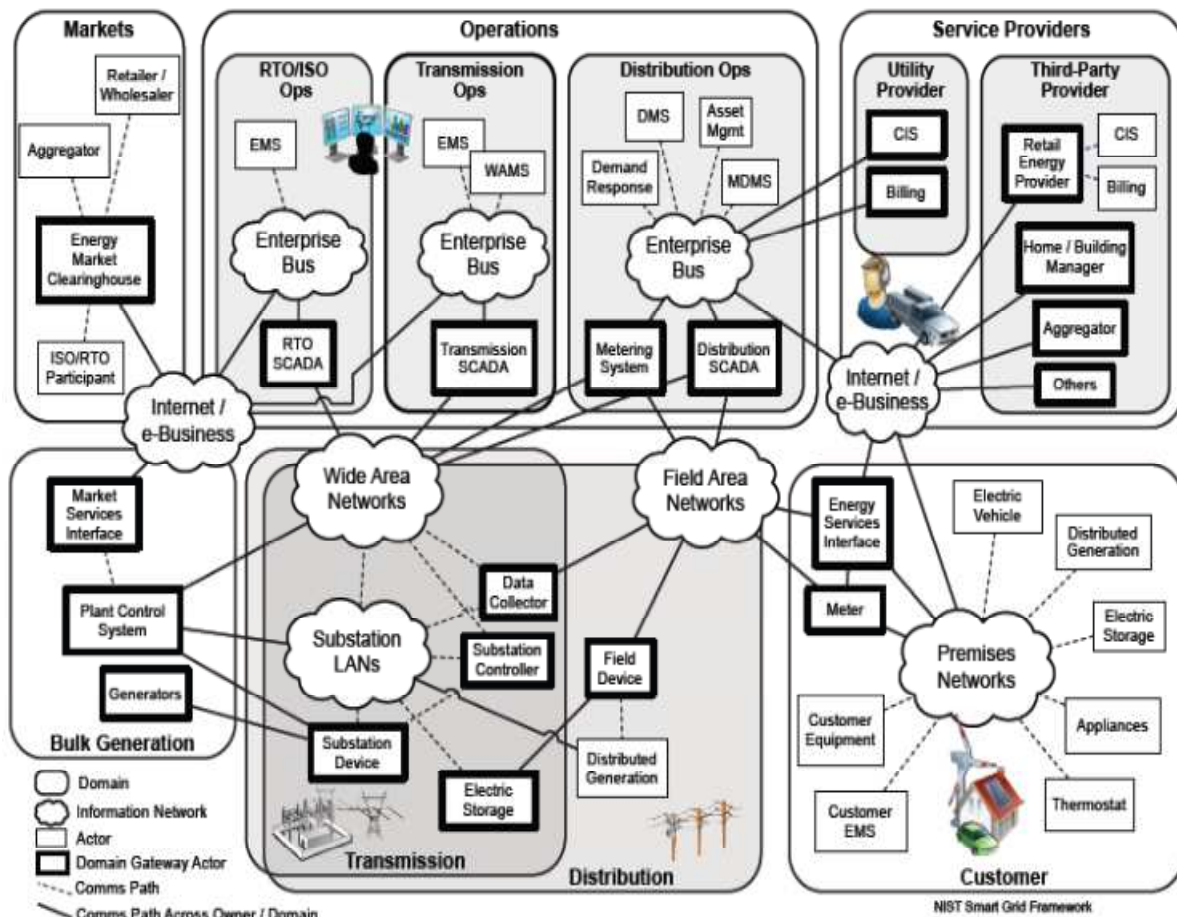 Markets
Operations
Service Providers
RTO/ISO
Ops
Transmission
Ops
Distribution Ops
Utility
Provider
Third-Party
Provider
Retailer /
Wholesaler
Aggregator
Energy
Market
Clearinghouse
ISO/RTO
Participant
EMS
Enterprise
Bus
RTO
SCADA
EMS
WAMS
Enterprise
Bus
Transmission
SCADA
DMS
Asset
Mgmt
Demand
Response
MDMS
Enterprise
Bus
Metering
System
Distribution
SCADA
CIS
Billing
Retail
Energy
Provider
CIS
Billing
Home / Building
Manager
Aggregator
Others
Internet /
e-Business
Internet /
e-Business
Market
Services
Interface
Plant Control
System
Generators
Bulk Generation
Wide Area
Networks
Field Area
Networks
Data
Collector
Substation
LANs
Substation
Controller
Field
Device
Substation
Device
Electric
Storage
Distributed
Generation
Transmission
Distribution
Energy
Services
Interface
Meter
Electric
Vehicle
Distributed
Generation
Electric
Storage
Premises
Networks
Appliances
Customer
Equipment
Customer
EMS
Thermostat
Customer
Domain
Information Network
Actor
Domain Gateway Actor
Comms Path
Comms Path Across Owner / Domain
NIST Smart Grid Framework